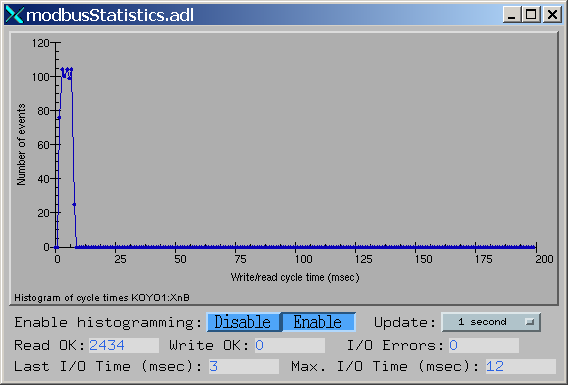 modbusStatistics.adl
120
100
80
60
40
20
0
Number of events
0 25 50 75 100 125 150 175 200
Write/read cycle time (msec)
Histogram of cycle times KOYO1:XnB
Enable histogramming: Disable Enable Update: 1 second
Read OK: 2434 Write OK: 0 I/O Errors: 0
Last I/O Time (msec): 3 Max. I/O Time (msec): 12